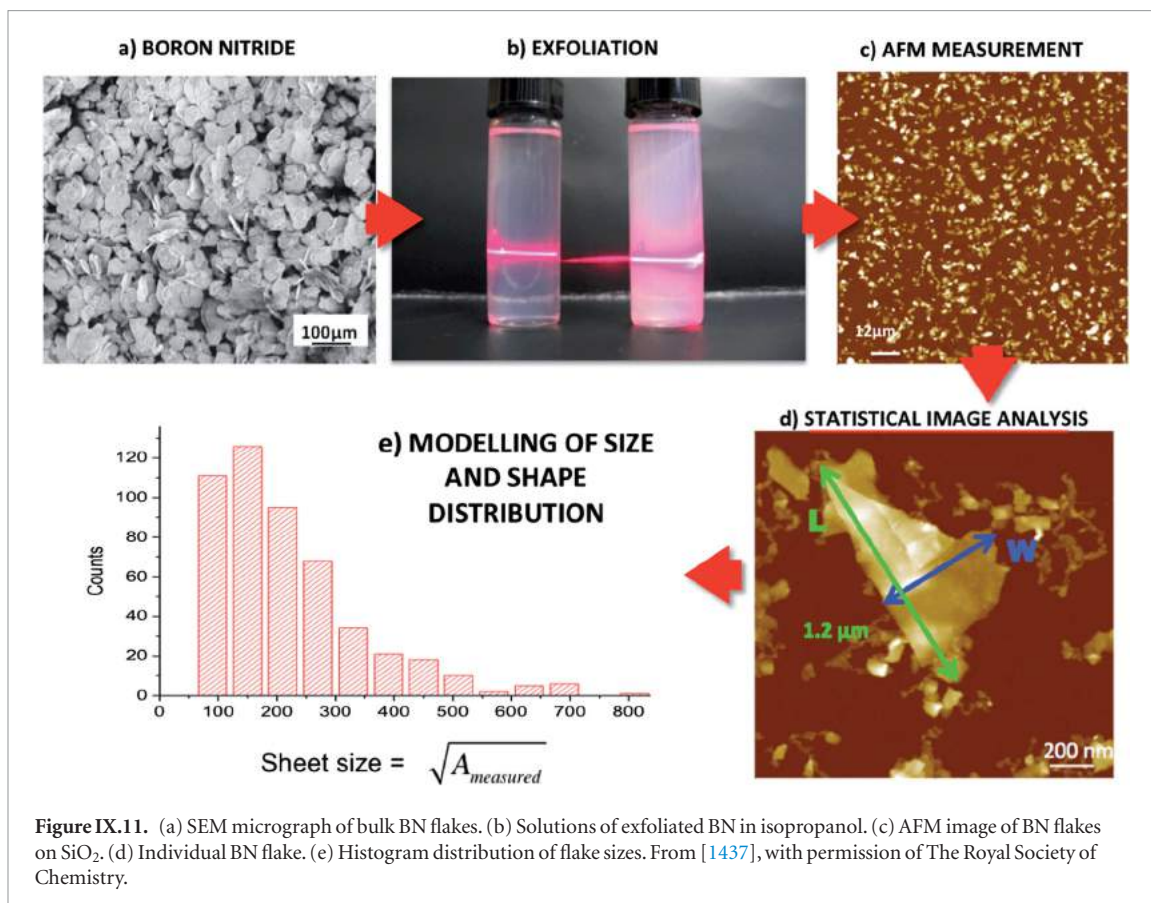 a) BORON NITRIDE
b) EXFOLIATION
c) AFM MEASUREMENT
100μm
12μm
d) STATISTICAL IMAGE ANALYSIS
L
W
1.2 μm
200 nm
e) MODELLING OF SIZE
AND SHAPE
DISTRIBUTION
Counts
120
100
80
60
40
20
0
0 100 200 300 400 500 600 700 800
Sheet size = √A_measured
Figure IX.11. (a) SEM micrograph of bulk BN flakes. (b) Solutions of exfoliated BN in isopropanol. (c) AFM image of BN flakes
on SiO₂. (d) Individual BN flake. (e) Histogram distribution of flake sizes. From [1437], with permission of The Royal Society of
Chemistry.